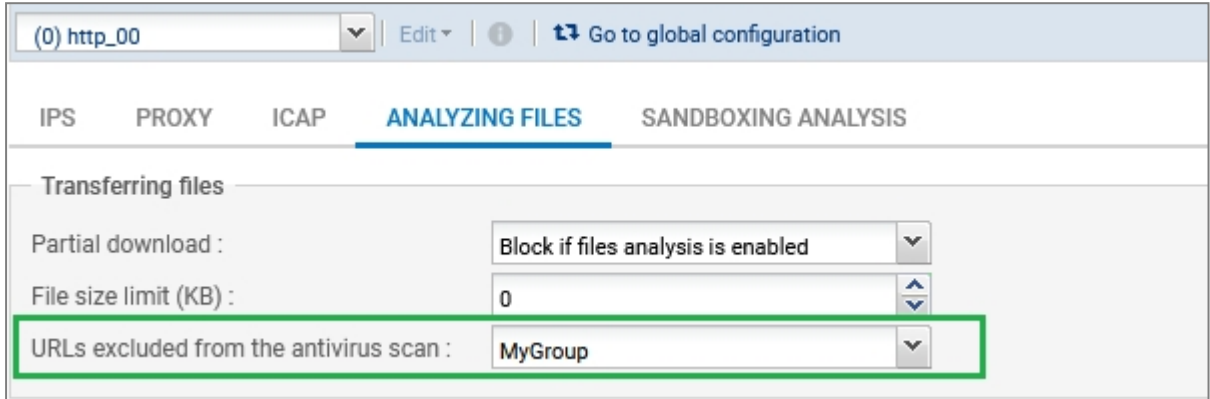 (0) http_00 Edit Go to global configuration
IPS PROXY ICAP ANALYZING FILES SANDBOXING ANALYSIS
Transferring files
Partial download : Block if files analysis is enabled
File size limit (KB) : 0
URLs excluded from the antivirus scan : MyGroup